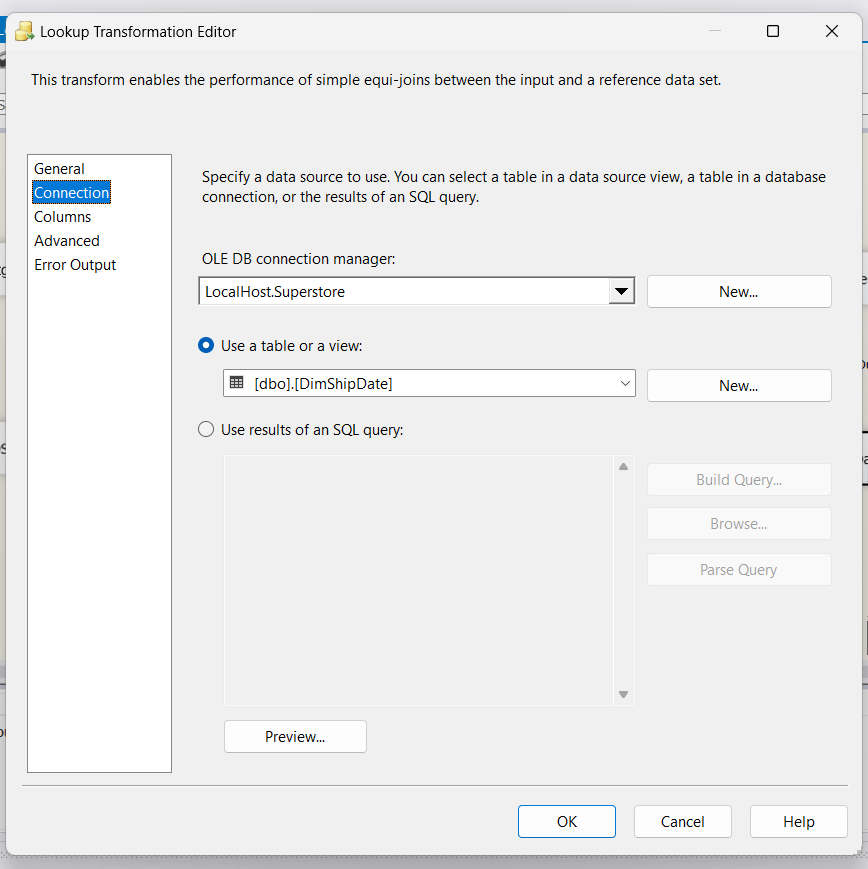 Lookup Transformation Editor
This transform enables the performance of simple equi-joins between the input and a reference data set.
General
Connection
Columns
Advanced
Error Output
Specify a data source to use. You can select a table in a data source view, a table in a database
connection, or the results of an SQL query.
OLE DB connection manager:
LocalHost.Superstore
New...
Use a table or a view:
[dbo].[DimShipDate]
New...
Use results of an SQL query:
Build Query...
Browse...
Parse Query
Preview...
OK
Cancel
Help